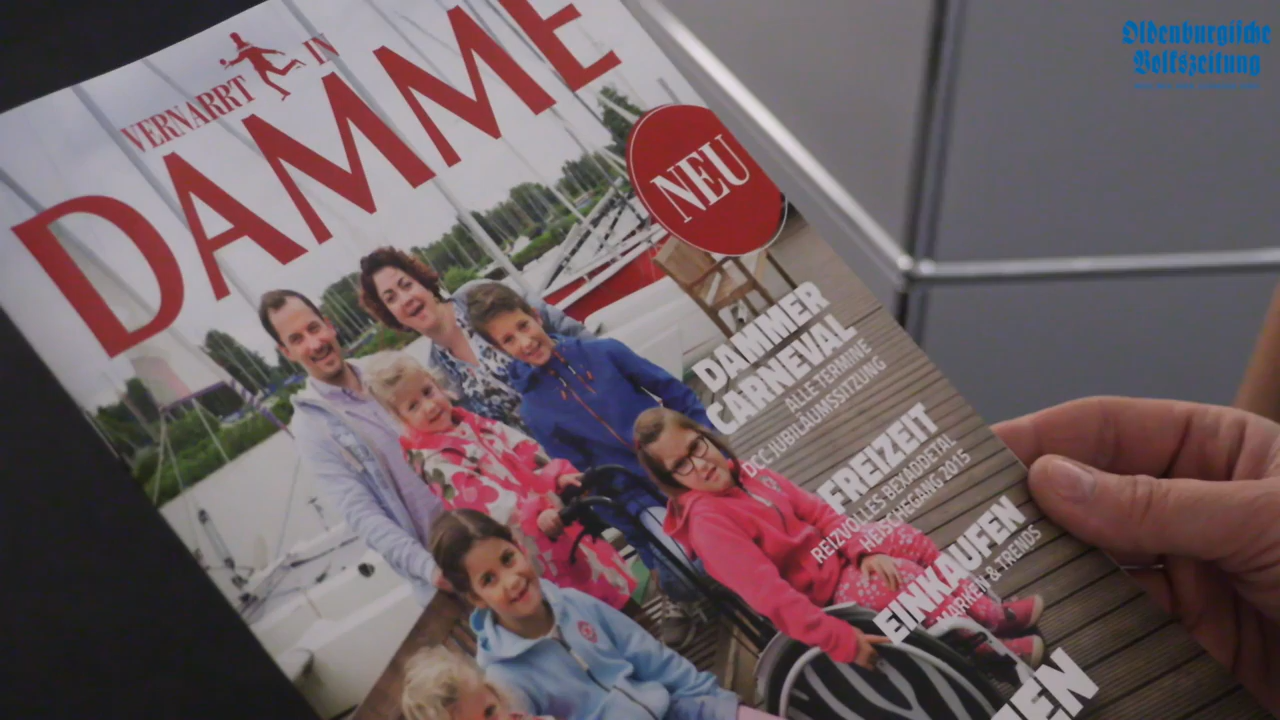 Oldenburgische
Volkszeitung
VERNARRT IN
DAMME
NEU
DAMMER
CARNEVAL
ALLE TERMINE
DCC JUBILÄUMSSITZUNG
FREIZEIT
REIZVOLLES BEXADDETAL
HEISCHEGANG 2015
EINKAUFEN
MARKEN & TRENDS